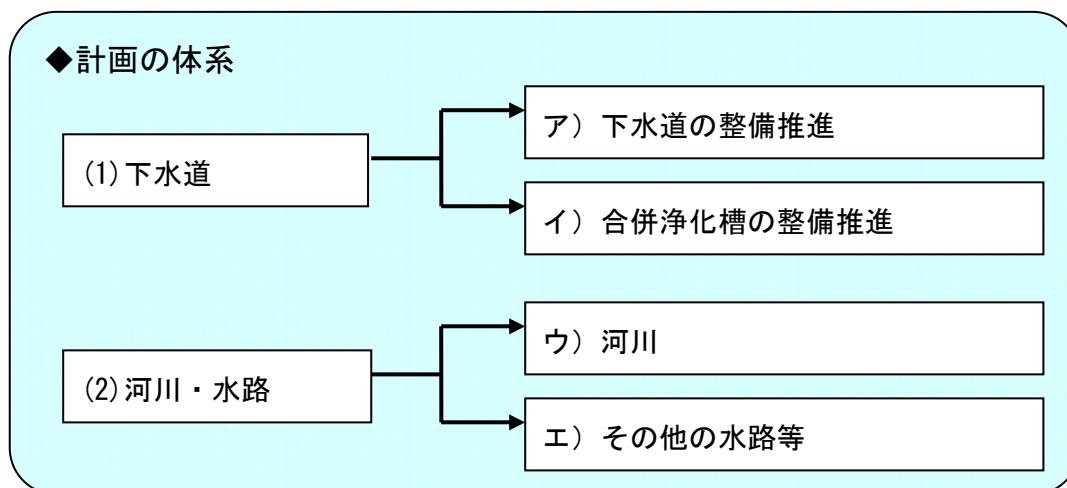 ◆計画の体系
(1)下水道
ア）下水道の整備推進
イ）合併浄化槽の整備推進
(2)河川・水路
ウ）河川
エ）その他の水路等